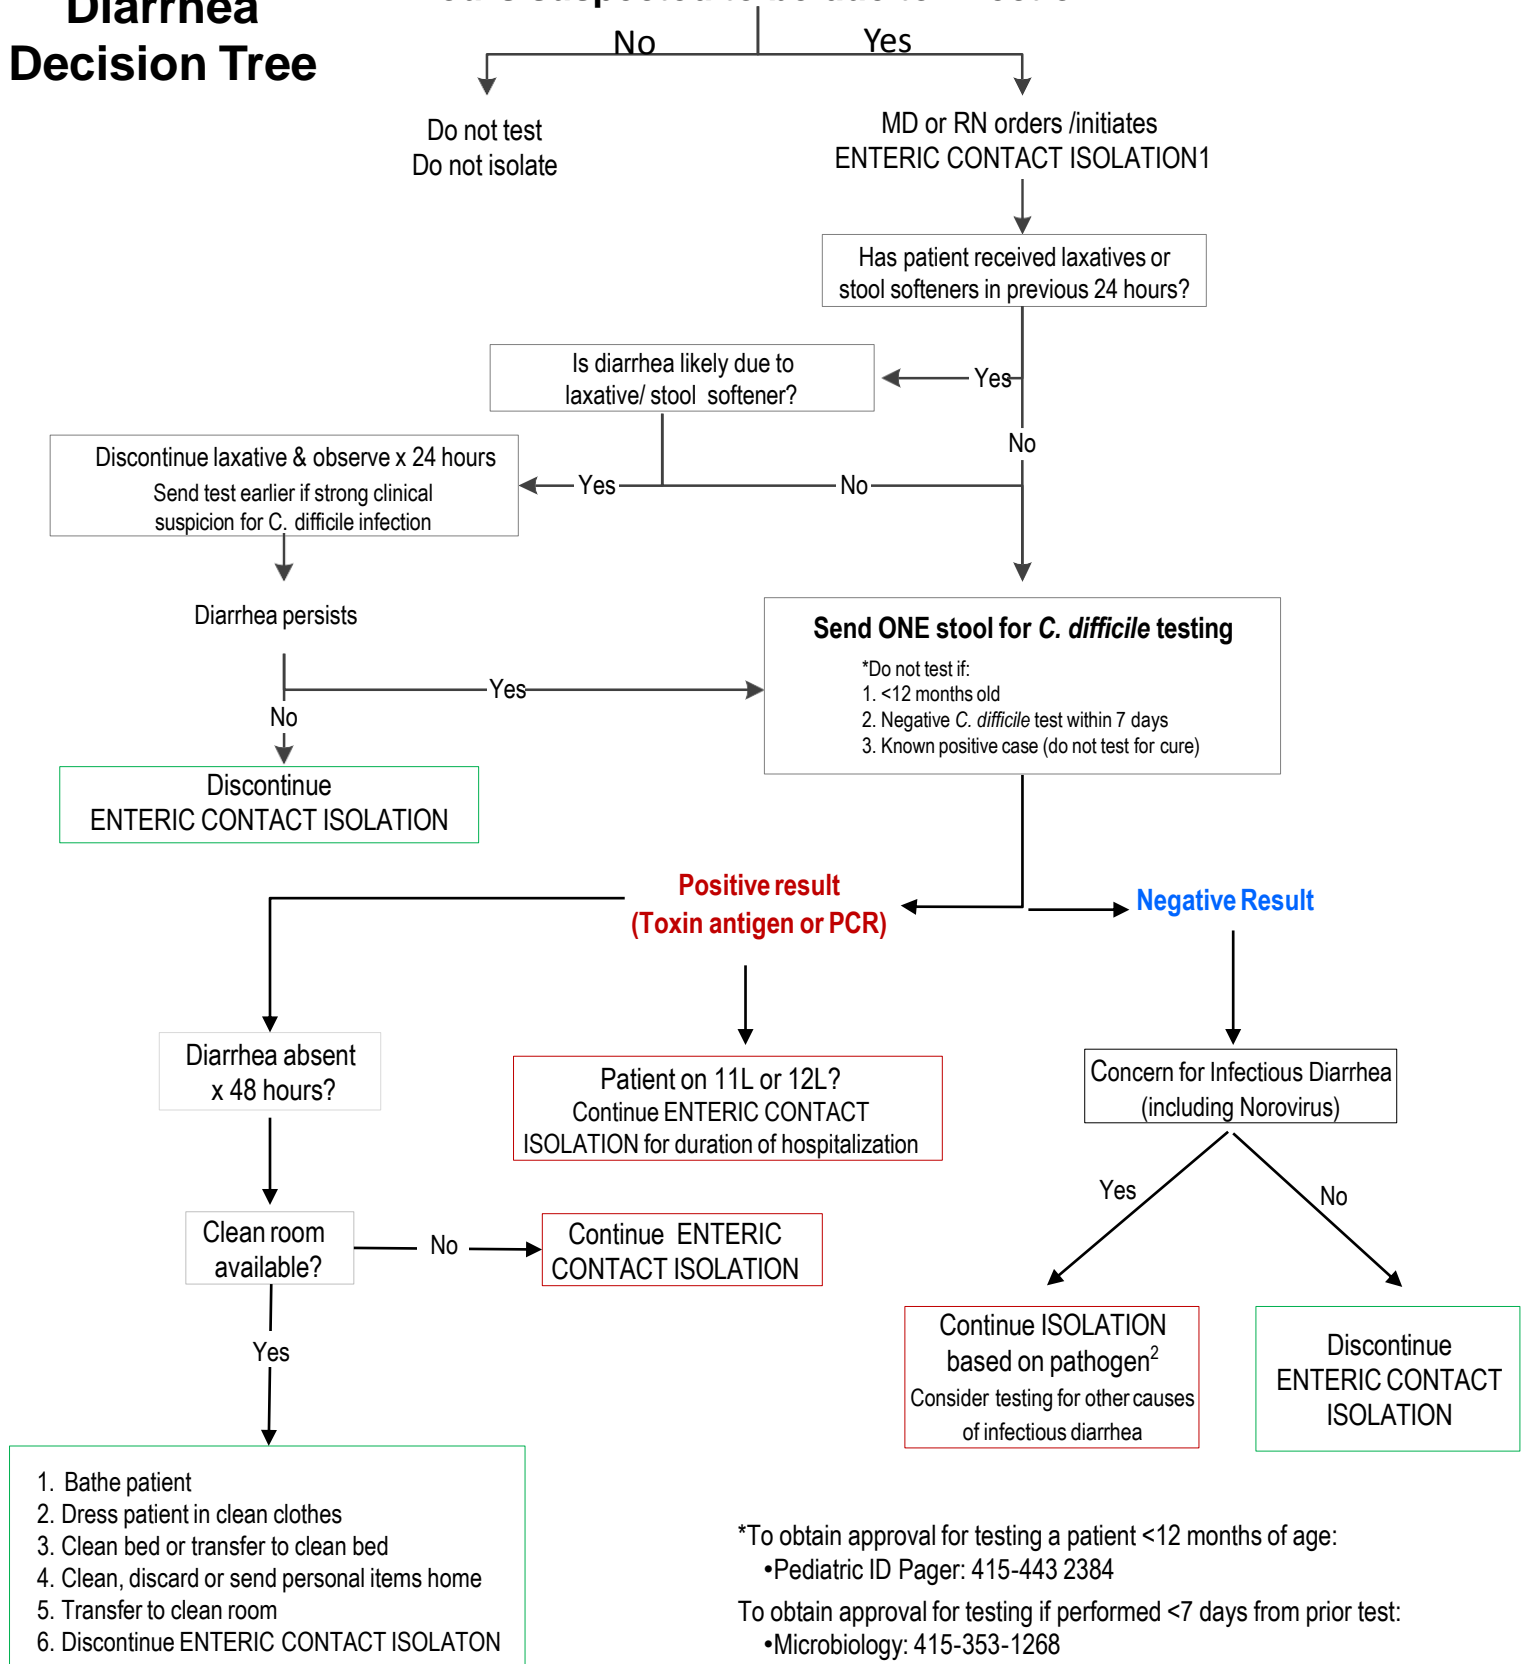 Diarrhea
Decision Tree
No
Yes
Do not test
Do not isolate
MD or RN orders /initiates
ENTERIC CONTACT ISOLATION1
Has patient received laxatives or
stool softeners in previous 24 hours?
Is diarrhea likely due to
laxative/ stool softener?
Yes
No
Discontinue laxative & observe x 24 hours
Send test earlier if strong clinical
suspicion for C. difficile infection
Yes
No
Diarrhea persists
Yes
No
Send ONE stool for C. difficile testing
*Do not test if:
1. <12 months old
2. Negative C. difficile test within 7 days
3. Known positive case (do not test for cure)
Discontinue
ENTERIC CONTACT ISOLATION
Positive result
(Toxin antigen or PCR)
Negative Result
Diarrhea absent
x 48 hours?
Patient on 11L or 12L?
Continue ENTERIC CONTACT
ISOLATION for duration of hospitalization
Concern for Infectious Diarrhea
(including Norovirus)
Yes
No
Clean room
available?
No
Continue ENTERIC
CONTACT ISOLATION
Yes
Continue ISOLATION
based on pathogen2
Consider testing for other causes
of infectious diarrhea
Discontinue
ENTERIC CONTACT
ISOLATION
1. Bathe patient
2. Dress patient in clean clothes
3. Clean bed or transfer to clean bed
4. Clean, discard or send personal items home
5. Transfer to clean room
6. Discontinue ENTERIC CONTACT ISOLATON
*To obtain approval for testing a patient <12 months of age:
•Pediatric ID Pager: 415-443 2384
To obtain approval for testing if performed <7 days from prior test:
•Microbiology: 415-353-1268